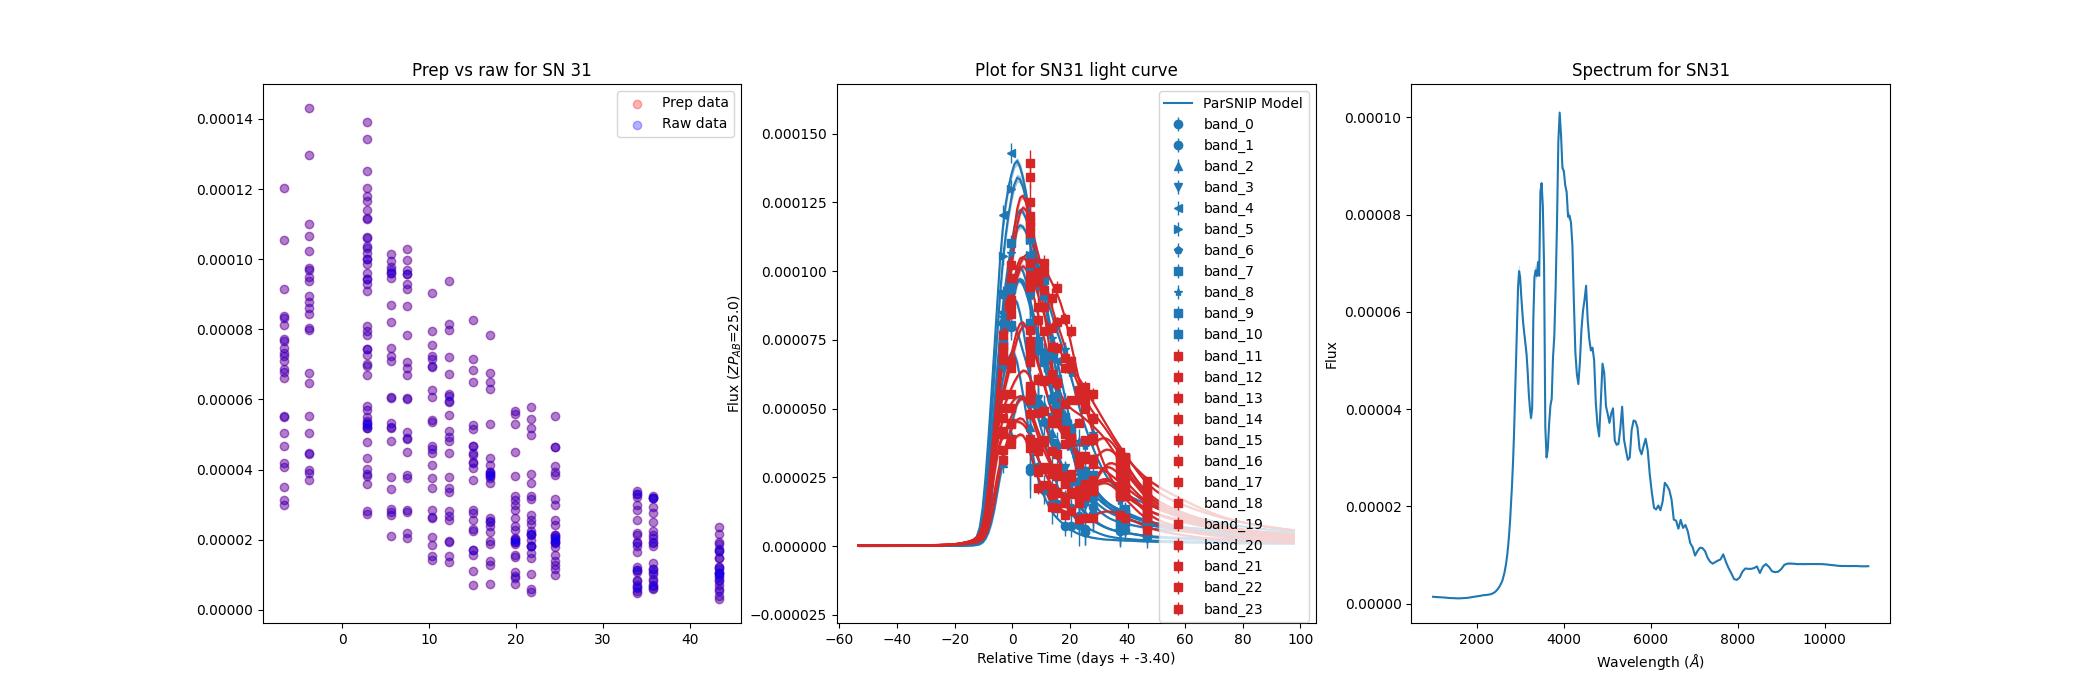 Prep vs raw for SN 31
Prep data
Raw data
0.00014
0.00012
0.00010
0.00008
0.00006
0.00004
0.00002
0.00000
0
10
20
30
40
Plot for SN31 light curve
ParSNIP Model
band_0
band_1
band_2
band_3
band_4
band_5
band_6
band_7
band_8
band_9
band_10
band_11
band_12
band_13
band_14
band_15
band_16
band_17
band_18
band_19
band_20
band_21
band_22
band_23
Flux (ZP_AB=25.0)
0.000150
0.000125
0.000100
0.000075
0.000050
0.000025
0.000000
−0.000025
−60
−40
−20
0
20
40
60
80
100
Relative Time (days + -3.40)
Spectrum for SN31
Flux
0.00010
0.00008
0.00006
0.00004
0.00002
0.00000
2000
4000
6000
8000
10000
Wavelength (Å)